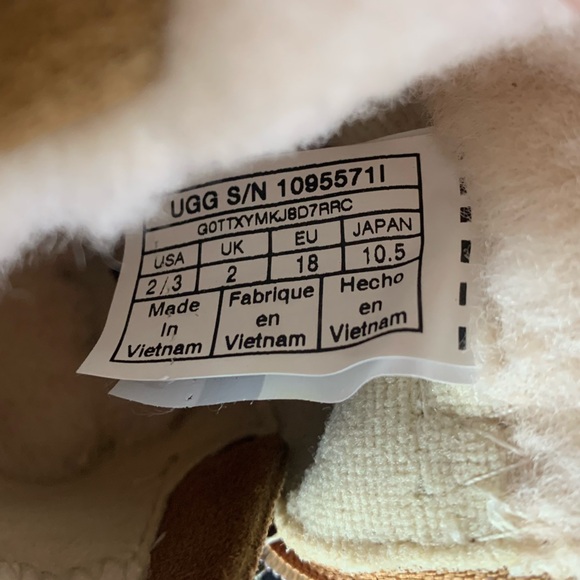 UGG S/N 1095571I
G0TTXYMKJ8D7RRC
USA UK EU JAPAN
2/3 2 18 10.5
Made Fabrique Hecho
In en en
Vietnam Vietnam Vietnam